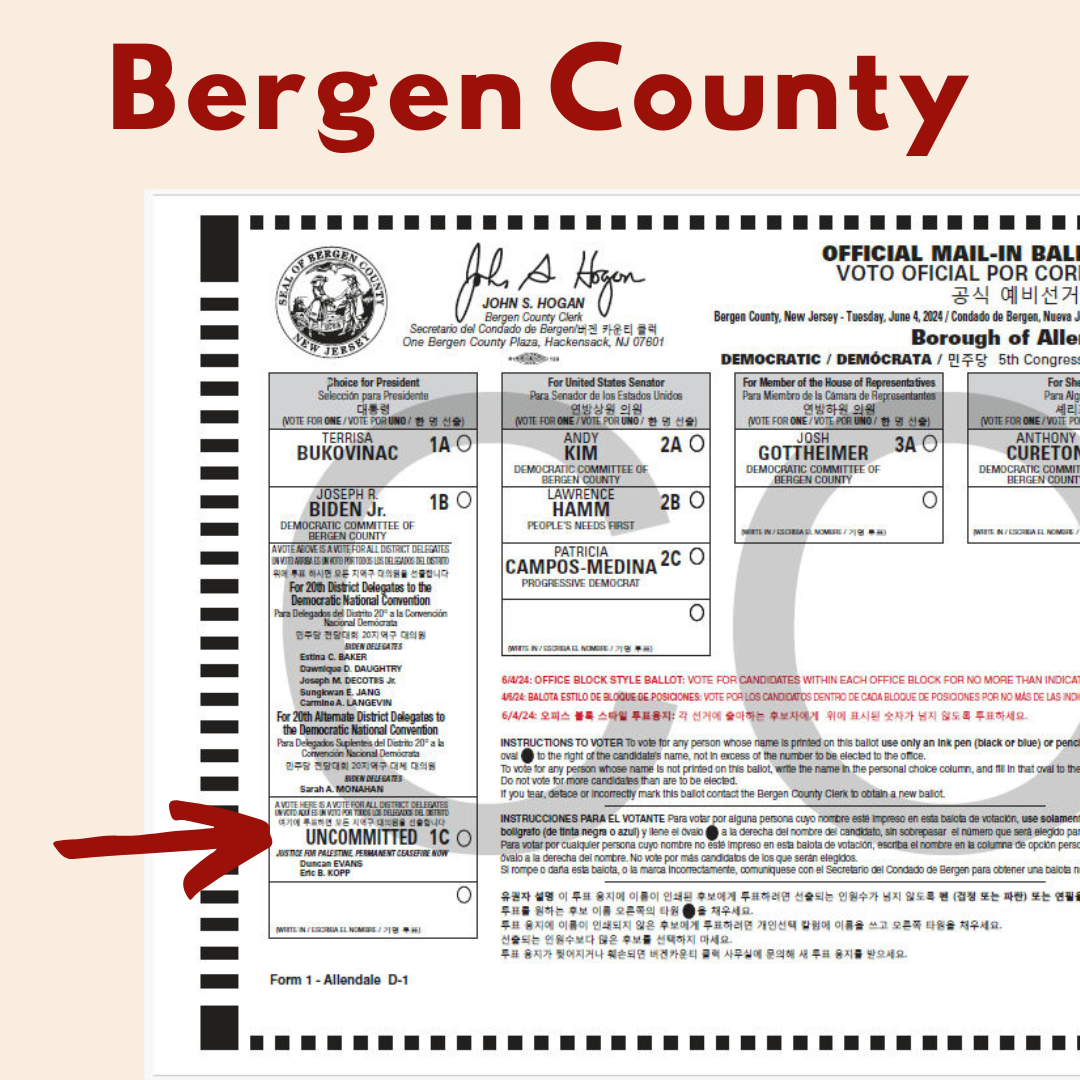 Bergen County
SEAL OF BERGEN COUNTY
NEW JERSEY
John S Hogan
JOHN S. HOGAN
Bergen County Clerk
Secretario del Condado de Bergen/버겐 카운티 클럭
One Bergen County Plaza, Hackensack, NJ 07601
OFFICIAL MAIL-IN BAL
VOTO OFICIAL POR COR
공식 예비선거
Bergen County, New Jersey - Tuesday, June 4, 2024 / Condado de Bergen, Nueva J
Borough of Alle
DEMOCRATIC / DEMÓCRATA / 민주당 5th Congress
Choice for President
Selección para Presidente
대통령
(VOTE FOR ONE / VOTE POR UNO / 한 명 선출)
TERRISA
BUKOVINAC 1A
JOSEPH R.
BIDEN Jr. 1B
DEMOCRATIC COMMITTEE OF
BERGEN COUNTY
A VOTE ABOVE IS A VOTE FOR ALL DISTRICT DELEGATES
UN VOTO ARRIBA ES UN VOTO POR TODOS LOS DELEGADOS DEL DISTRITO
위에 투표 하시면 모든 지역구 대의원을 선출합니다
For 20th District Delegates to the
Democratic National Convention
Para Delegados del Distrito 20° a la Convención
Nacional Demócrata
민주당 전당대회 20지역구 대의원
BIDEN DELEGATES
Estina C. BAKER
Dawnique D. DAUGHTRY
Joseph M. DECOTIIS Jr.
Sungkwan E. JANG
Carmine A. LANGEVIN
For 20th Alternate District Delegates to
the Democratic National Convention
Para Delegados Suplentes del Distrito 20° a la
Convención Nacional Demócrata
민주당 전당대회 20지역구 대체 대의원
BIDEN DELEGATES
Sarah A. MONAHAN
A VOTE HERE IS A VOTE FOR ALL DISTRICT DELEGATES
UN VOTO AQUÍ ES UN VOTO POR TODOS LOS DELEGADOS DEL DISTRITO
여기에 투표하면 모든 지역구 대의원을 선출합니다
UNCOMMITTED 1C
JUSTICE FOR PALESTINE, PERMANENT CEASEFIRE NOW
Duncan EVANS
Eric B. KOPP
(WRITE IN / ESCRIBA EL NOMBRE / 기명 투표)
For United States Senator
Para Senador de los Estados Unidos
연방상원 의원
(VOTE FOR ONE / VOTE POR UNO / 한 명 선출)
ANDY
KIM 2A
DEMOCRATIC COMMITTEE OF
BERGEN COUNTY
LAWRENCE
HAMM 2B
PEOPLE'S NEEDS FIRST
PATRICIA
CAMPOS-MEDINA 2C
PROGRESSIVE DEMOCRAT
(WRITE IN / ESCRIBA EL NOMBRE / 기명 투표)
For Member of the House of Representatives
Para Miembro de la Cámara de Representantes
연방하원 의원
(VOTE FOR ONE / VOTE POR UNO / 한 명 선출)
JOSH
GOTTHEIMER 3A
DEMOCRATIC COMMITTEE OF
BERGEN COUNTY
(WRITE IN / ESCRIBA EL NOMBRE / 기명 투표)
For She
Para Alg
셰리
(VOTE FOR ONE / VOTE PO
ANTHONY
CURETON
DEMOCRATIC COMMIT
BERGEN COUNT
(WRITE IN / ESCRIBA EL NOMBR
6/4/24: OFFICE BLOCK STYLE BALLOT: VOTE FOR CANDIDATES WITHIN EACH OFFICE BLOCK FOR NO MORE THAN INDICAT
4/6/24: BALOTA ESTILO DE BLOQUE DE POSICIONES: VOTE POR LOS CANDIDATOS DENTRO DE CADA BLOQUE DE POSICIONES POR NO MÁS DE LAS INDI
6/4/24: 오피스 블록 스타일 투표용지: 각 선거에 출마하는 후보자에게 위에 표시된 숫자가 넘지 않도록 투표하세요.
INSTRUCTIONS TO VOTER To vote for any person whose name is printed on this ballot use only an ink pen (black or blue) or penci
oval to the right of the candidate's name, not in excess of the number to be elected to the office.
To vote for any person whose name is not printed on this ballot, write the name in the personal choice column, and fill in that oval to the
Do not vote for more candidates than are to be elected.
If you tear, deface or incorrectly mark this ballot contact the Bergen County Clerk to obtain a new ballot.
INSTRUCCIONES PARA EL VOTANTE Para votar por alguna persona cuyo nombre esté impreso en esta balota de votación, use solament
bolígrafo (de tinta negra o azul) y llene el óvalo a la derecha del nombre del candidato, sin sobrepasar el número que será elegido par
Para votar por cualquier persona cuyo nombre no esté impreso en esta balota de votación, escriba el nombre en la columna de opción perso
óvalo a la derecha del nombre. No vote por más candidatos de los que serán elegidos.
Si rompe o daña esta balota, o la marca incorrectamente, comuníquese con el Secretario del Condado de Bergen para obtener una balota n
유권자 설명 이 투표 용지에 이름이 인쇄된 후보에게 투표하려면 선출되는 인원수가 넘지 않도록 펜 (검정 또는 파란) 또는 연필
투표를 원하는 후보 이름 오른쪽의 타원 을 채우세요.
투표 용지에 이름이 인쇄되지 않은 후보에게 투표하려면 개인선택 칼럼에 이름을 쓰고 오른쪽 타원을 채우세요.
선출되는 인원수보다 많은 후보를 선택하지 마세요.
투표 용지가 찢어지거나 훼손되면 버겐카운티 클럭 사무실에 문의해 새 투표 용지를 받으세요.
Form 1 - Allendale D-1